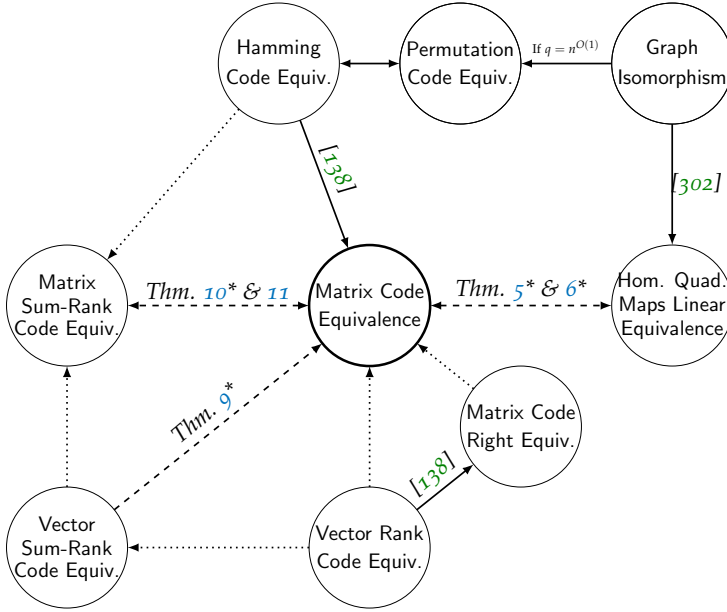 Hamming
Code Equiv.
Permutation
Code Equiv.
If q = n^{O(1)}
Graph
Isomorphism
[138]
[302]
Matrix
Sum-Rank
Code Equiv.
Thm. 10* & 11
Matrix Code
Equivalence
Thm. 5* & 6*
Hom. Quad.
Maps Linear
Equivalence
Thm. 9*
Matrix Code
Right Equiv.
[138]
Vector
Sum-Rank
Code Equiv.
Vector Rank
Code Equiv.